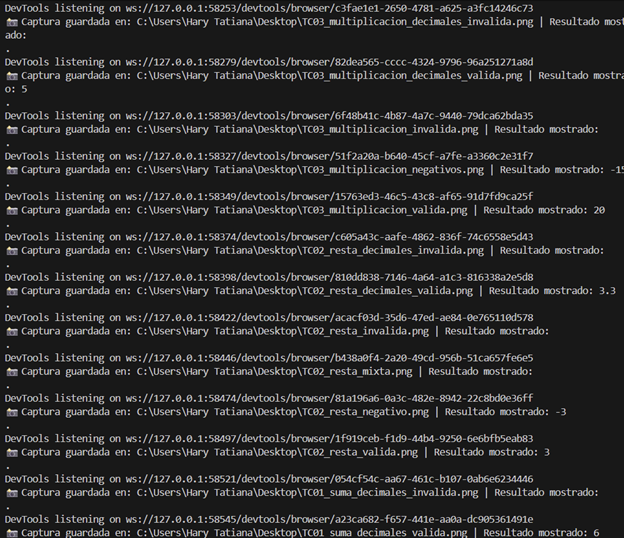 DevTools listening on ws://127.0.0.1:58253/devtools/browser/c3fae1e1-2650-4781-a625-a3fc14246c73
Captura guardada en: C:\Users\Hary Tatiana\Desktop\TC03_multiplicacion_decimales_invalida.png | Resultado most
ado:
.
DevTools listening on ws://127.0.0.1:58279/devtools/browser/82dea565-cccc-4324-9796-96a251271a8d
Captura guardada en: C:\Users\Hary Tatiana\Desktop\TC03_multiplicacion_decimales_valida.png | Resultado mostra
o: 5
.
DevTools listening on ws://127.0.0.1:58303/devtools/browser/6f48b41c-4b87-4a7c-9440-79dca62bda35
Captura guardada en: C:\Users\Hary Tatiana\Desktop\TC03_multiplicacion_invalida.png | Resultado mostrado:
.
DevTools listening on ws://127.0.0.1:58327/devtools/browser/51f2a20a-b640-45cf-a7fe-a3360c2e31f7
Captura guardada en: C:\Users\Hary Tatiana\Desktop\TC03_multiplicacion_negativos.png | Resultado mostrado: -15
.
DevTools listening on ws://127.0.0.1:58349/devtools/browser/15763ed3-46c5-43c8-af65-91d7fd9ca25f
Captura guardada en: C:\Users\Hary Tatiana\Desktop\TC03_multiplicacion_valida.png | Resultado mostrado: 20
.
DevTools listening on ws://127.0.0.1:58374/devtools/browser/c605a43c-aafe-4862-836f-74c6558e5d43
Captura guardada en: C:\Users\Hary Tatiana\Desktop\TC02_resta_decimales_invalida.png | Resultado mostrado:
.
DevTools listening on ws://127.0.0.1:58398/devtools/browser/810dd838-7146-4a64-a1c3-816338a2e5d8
Captura guardada en: C:\Users\Hary Tatiana\Desktop\TC02_resta_decimales_valida.png | Resultado mostrado: 3.3
.
DevTools listening on ws://127.0.0.1:58422/devtools/browser/acacf03d-35d6-47ed-ae84-0e765110d578
Captura guardada en: C:\Users\Hary Tatiana\Desktop\TC02_resta_invalida.png | Resultado mostrado:
.
DevTools listening on ws://127.0.0.1:58446/devtools/browser/b438a0f4-2a20-49cd-956b-51ca657fe6e5
Captura guardada en: C:\Users\Hary Tatiana\Desktop\TC02_resta_mixta.png | Resultado mostrado:
.
DevTools listening on ws://127.0.0.1:58474/devtools/browser/81a196a6-0a3c-482e-8942-22c8bd0e36ff
Captura guardada en: C:\Users\Hary Tatiana\Desktop\TC02_resta_negativo.png | Resultado mostrado: -3
.
DevTools listening on ws://127.0.0.1:58497/devtools/browser/1f919ceb-f1d9-44b4-9250-6e6bfb5eab83
Captura guardada en: C:\Users\Hary Tatiana\Desktop\TC02_resta_valida.png | Resultado mostrado: 3
.
DevTools listening on ws://127.0.0.1:58521/devtools/browser/054cf54c-aa67-461c-b107-0ab6e6234446
Captura guardada en: C:\Users\Hary Tatiana\Desktop\TC01_suma_decimales_invalida.png | Resultado mostrado:
.
DevTools listening on ws://127.0.0.1:58545/devtools/browser/a23ca682-f657-441e-aa0a-dc905361491e
Captura guardada en: C:\Users\Hary Tatiana\Desktop\TC01_suma_decimales_valida.png | Resultado mostrado: 6